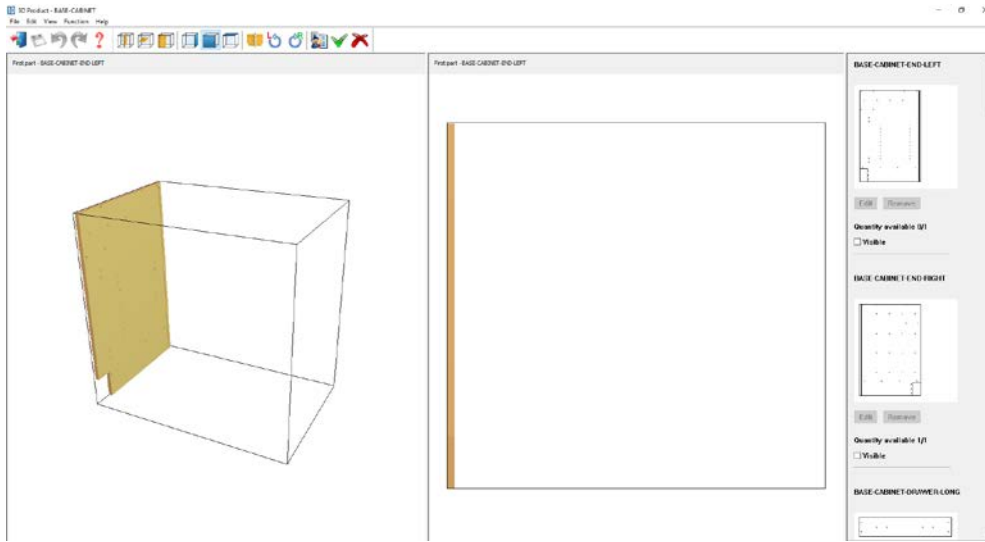 3D Product - BASE-CABINET
File Edit View Function Help
First part - BASE-CABINET-END-LEFT
First part - BASE-CABINET-END-LEFT
BASE-CABINET-END-LEFT
Edit Remove
Quantity available 0/1
Visible
BASE-CABINET-END-RIGHT
Edit Remove
Quantity available 1/1
Visible
BASE-CABINET-DRAWER-LONG